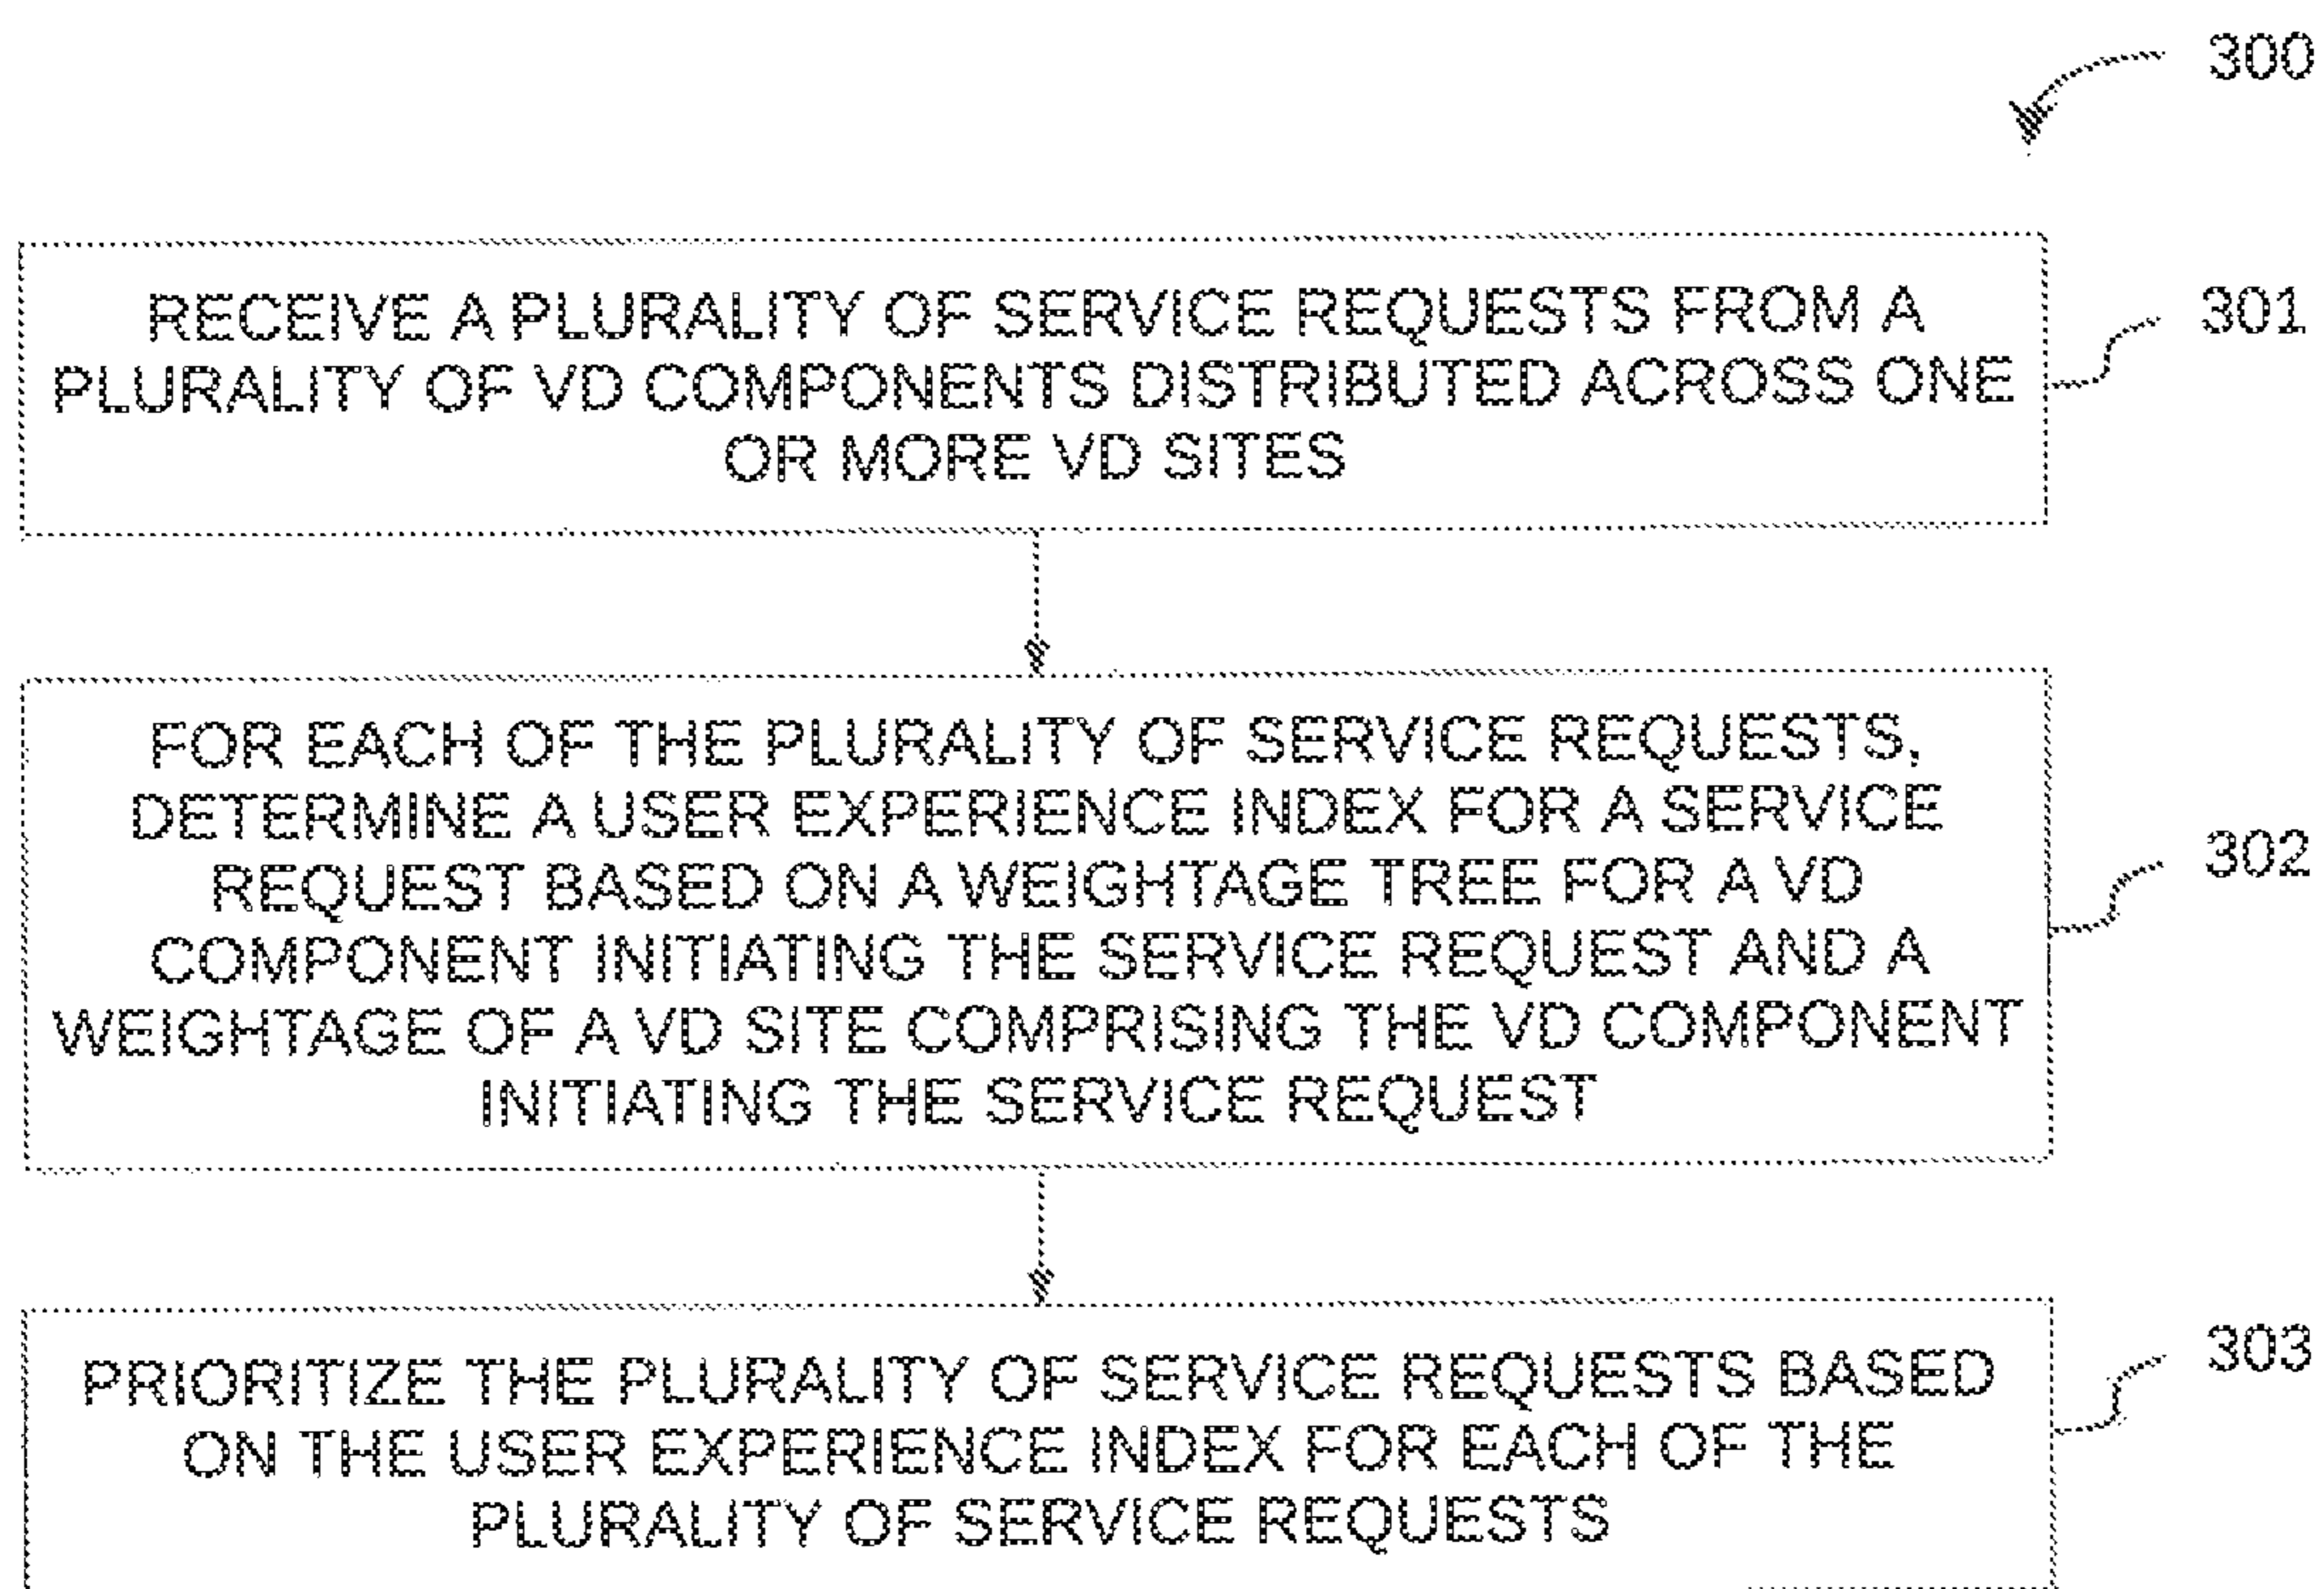 300
RECEIVE A PLURALITY OF SERVICE REQUESTS FROM A
PLURALITY OF VD COMPONENTS DISTRIBUTED ACROSS ONE
OR MORE VD SITES
301
FOR EACH OF THE PLURALITY OF SERVICE REQUESTS,
DETERMINE A USER EXPERIENCE INDEX FOR A SERVICE
REQUEST BASED ON A WEIGHTAGE TREE FOR A VD
COMPONENT INITIATING THE SERVICE REQUEST AND A
WEIGHTAGE OF A VD SITE COMPRISING THE VD COMPONENT
INITIATING THE SERVICE REQUEST
302
PRIORITIZE THE PLURALITY OF SERVICE REQUESTS BASED
ON THE USER EXPERIENCE INDEX FOR EACH OF THE
PLURALITY OF SERVICE REQUESTS
303